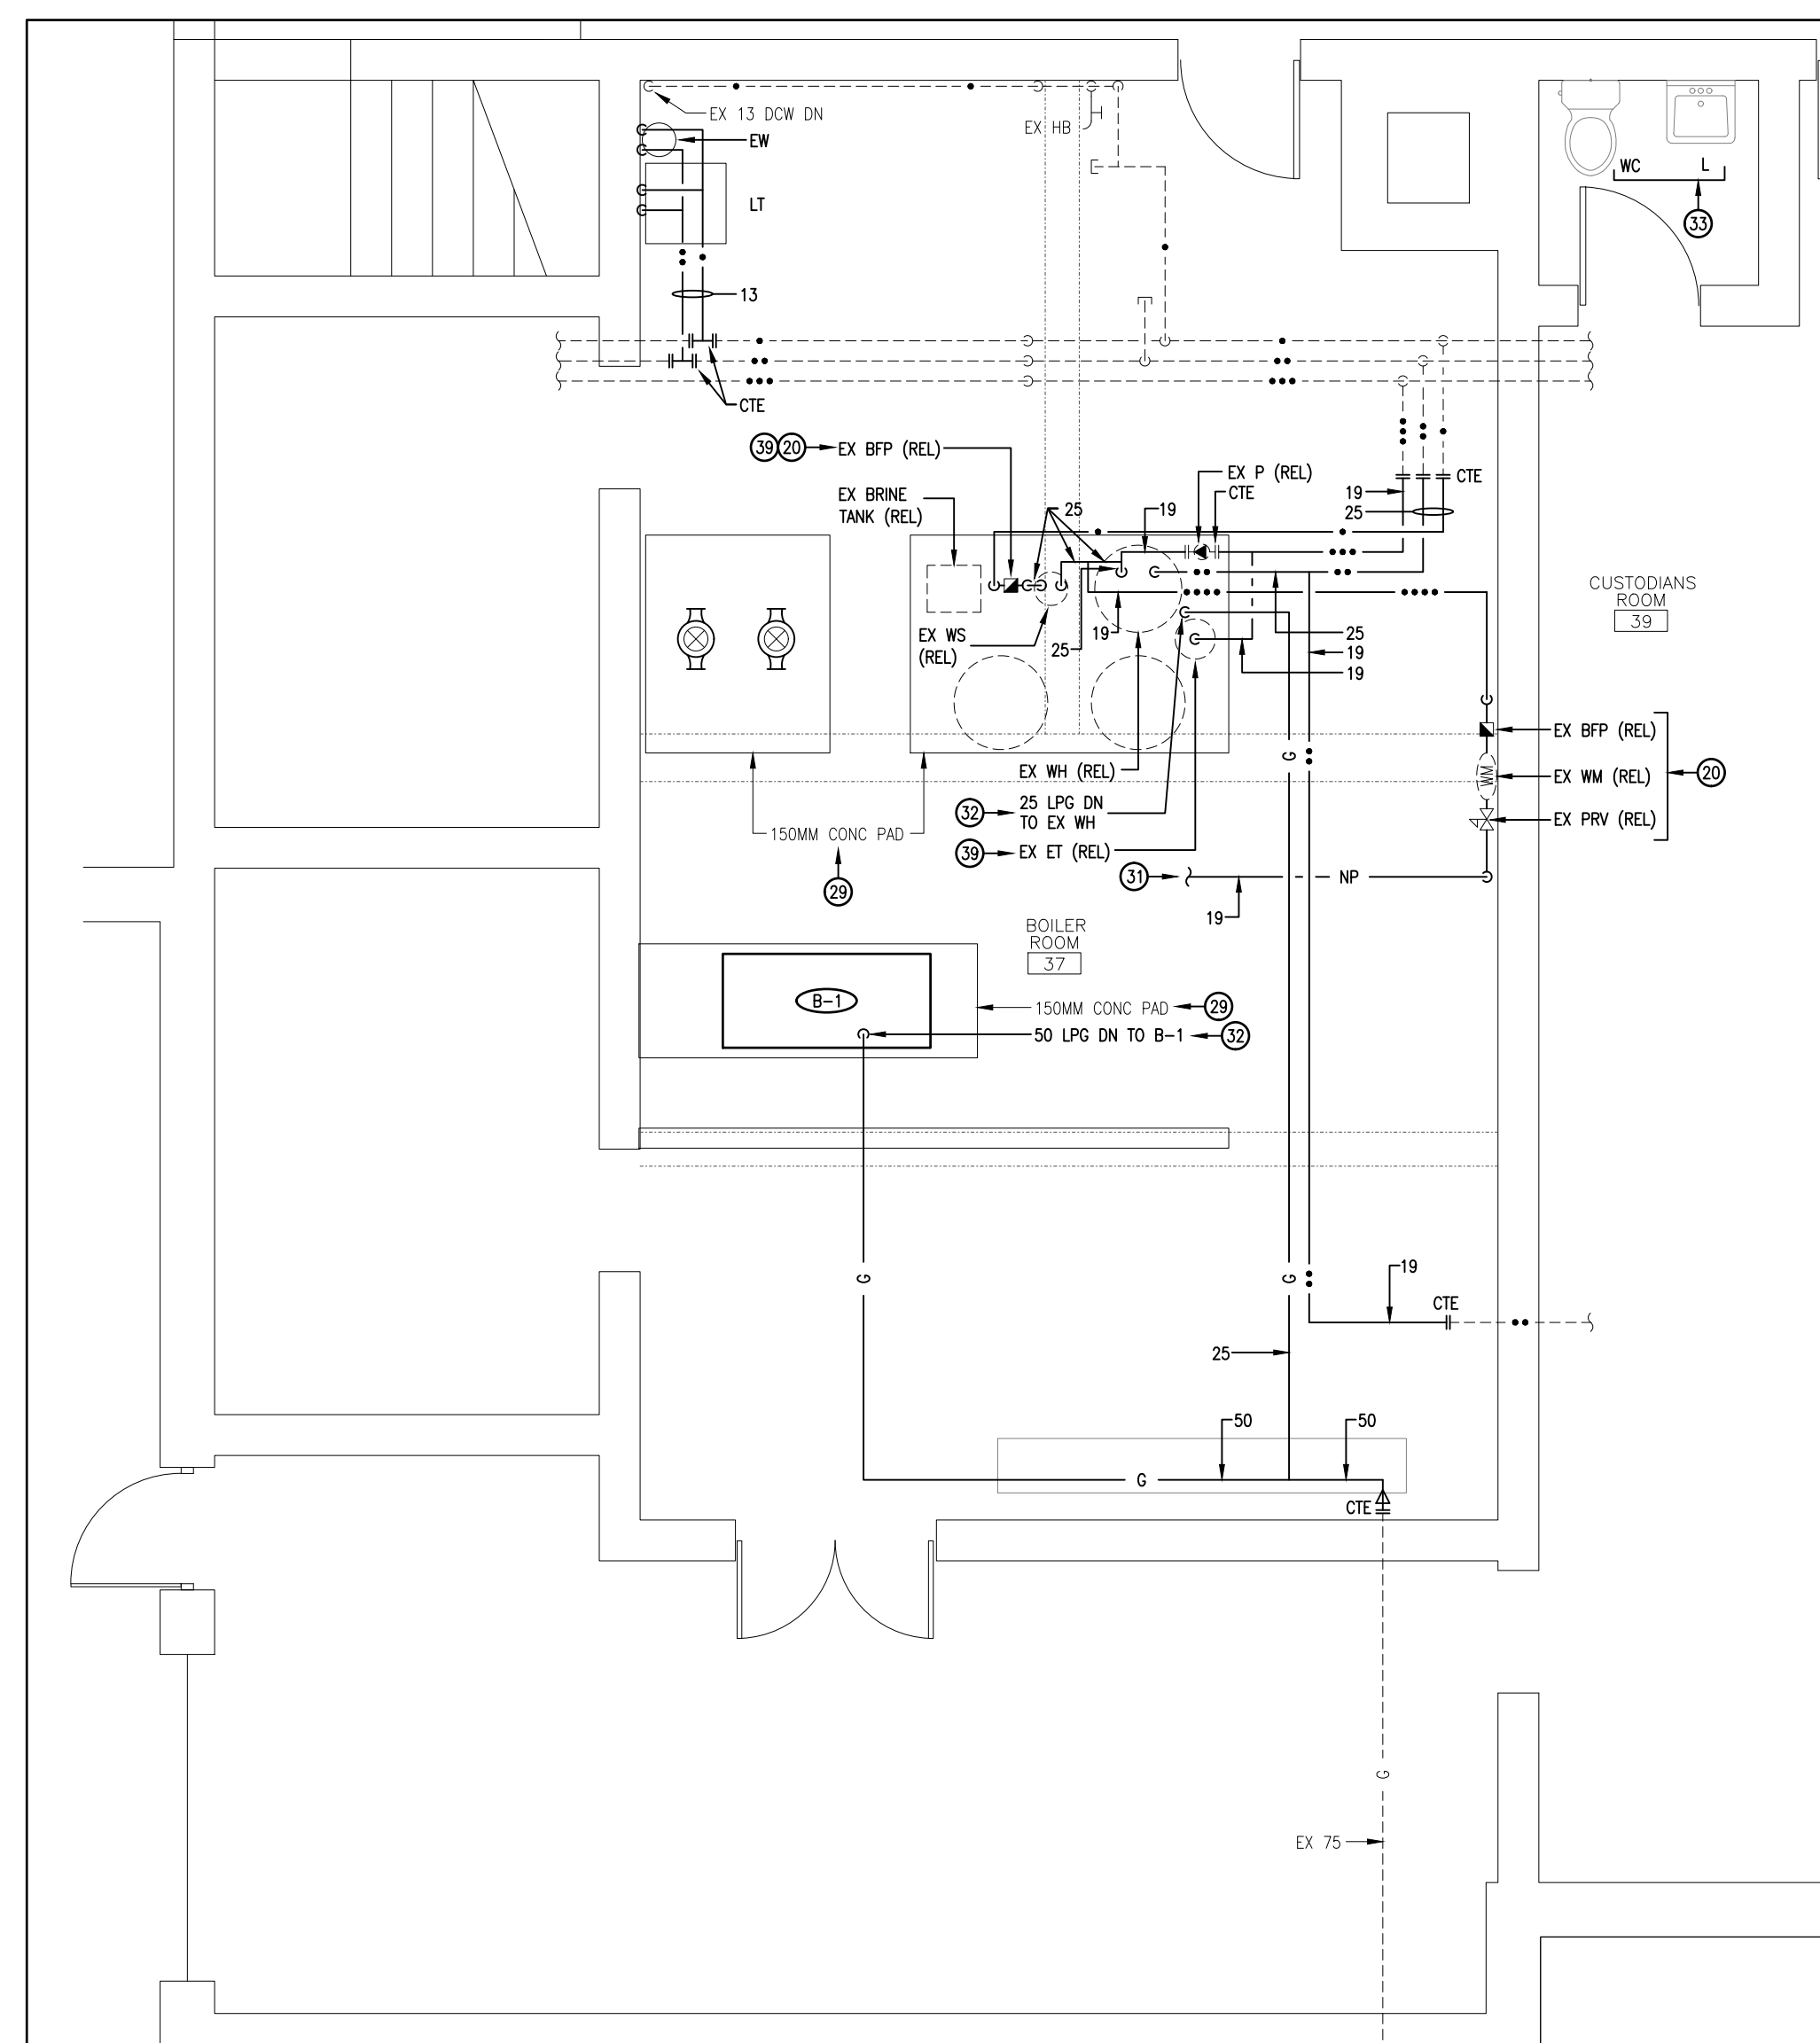 EX 13 DCW DN
EX HB
EW
WC
L
LT
33
13
CTE
39
20
EX BFP (REL)
EX P (REL)
CTE
CTE
EX BRINE
TANK (REL)
19
25
25
19
CUSTODIANS
ROOM
39
EX WS
(REL)
19
25
25
19
19
EX BFP (REL)
G
EX WH (REL)
WM
EX WM (REL)
20
32
25 LPG DN
TO EX WH
EX PRV (REL)
150MM CONC PAD
39
EX ET (REL)
29
31
NP
19
BOILER
ROOM
37
B-1
150MM CONC PAD
29
50 LPG DN TO B-1
32
G
G
19
CTE
25
50
50
G
CTE
G
EX 75